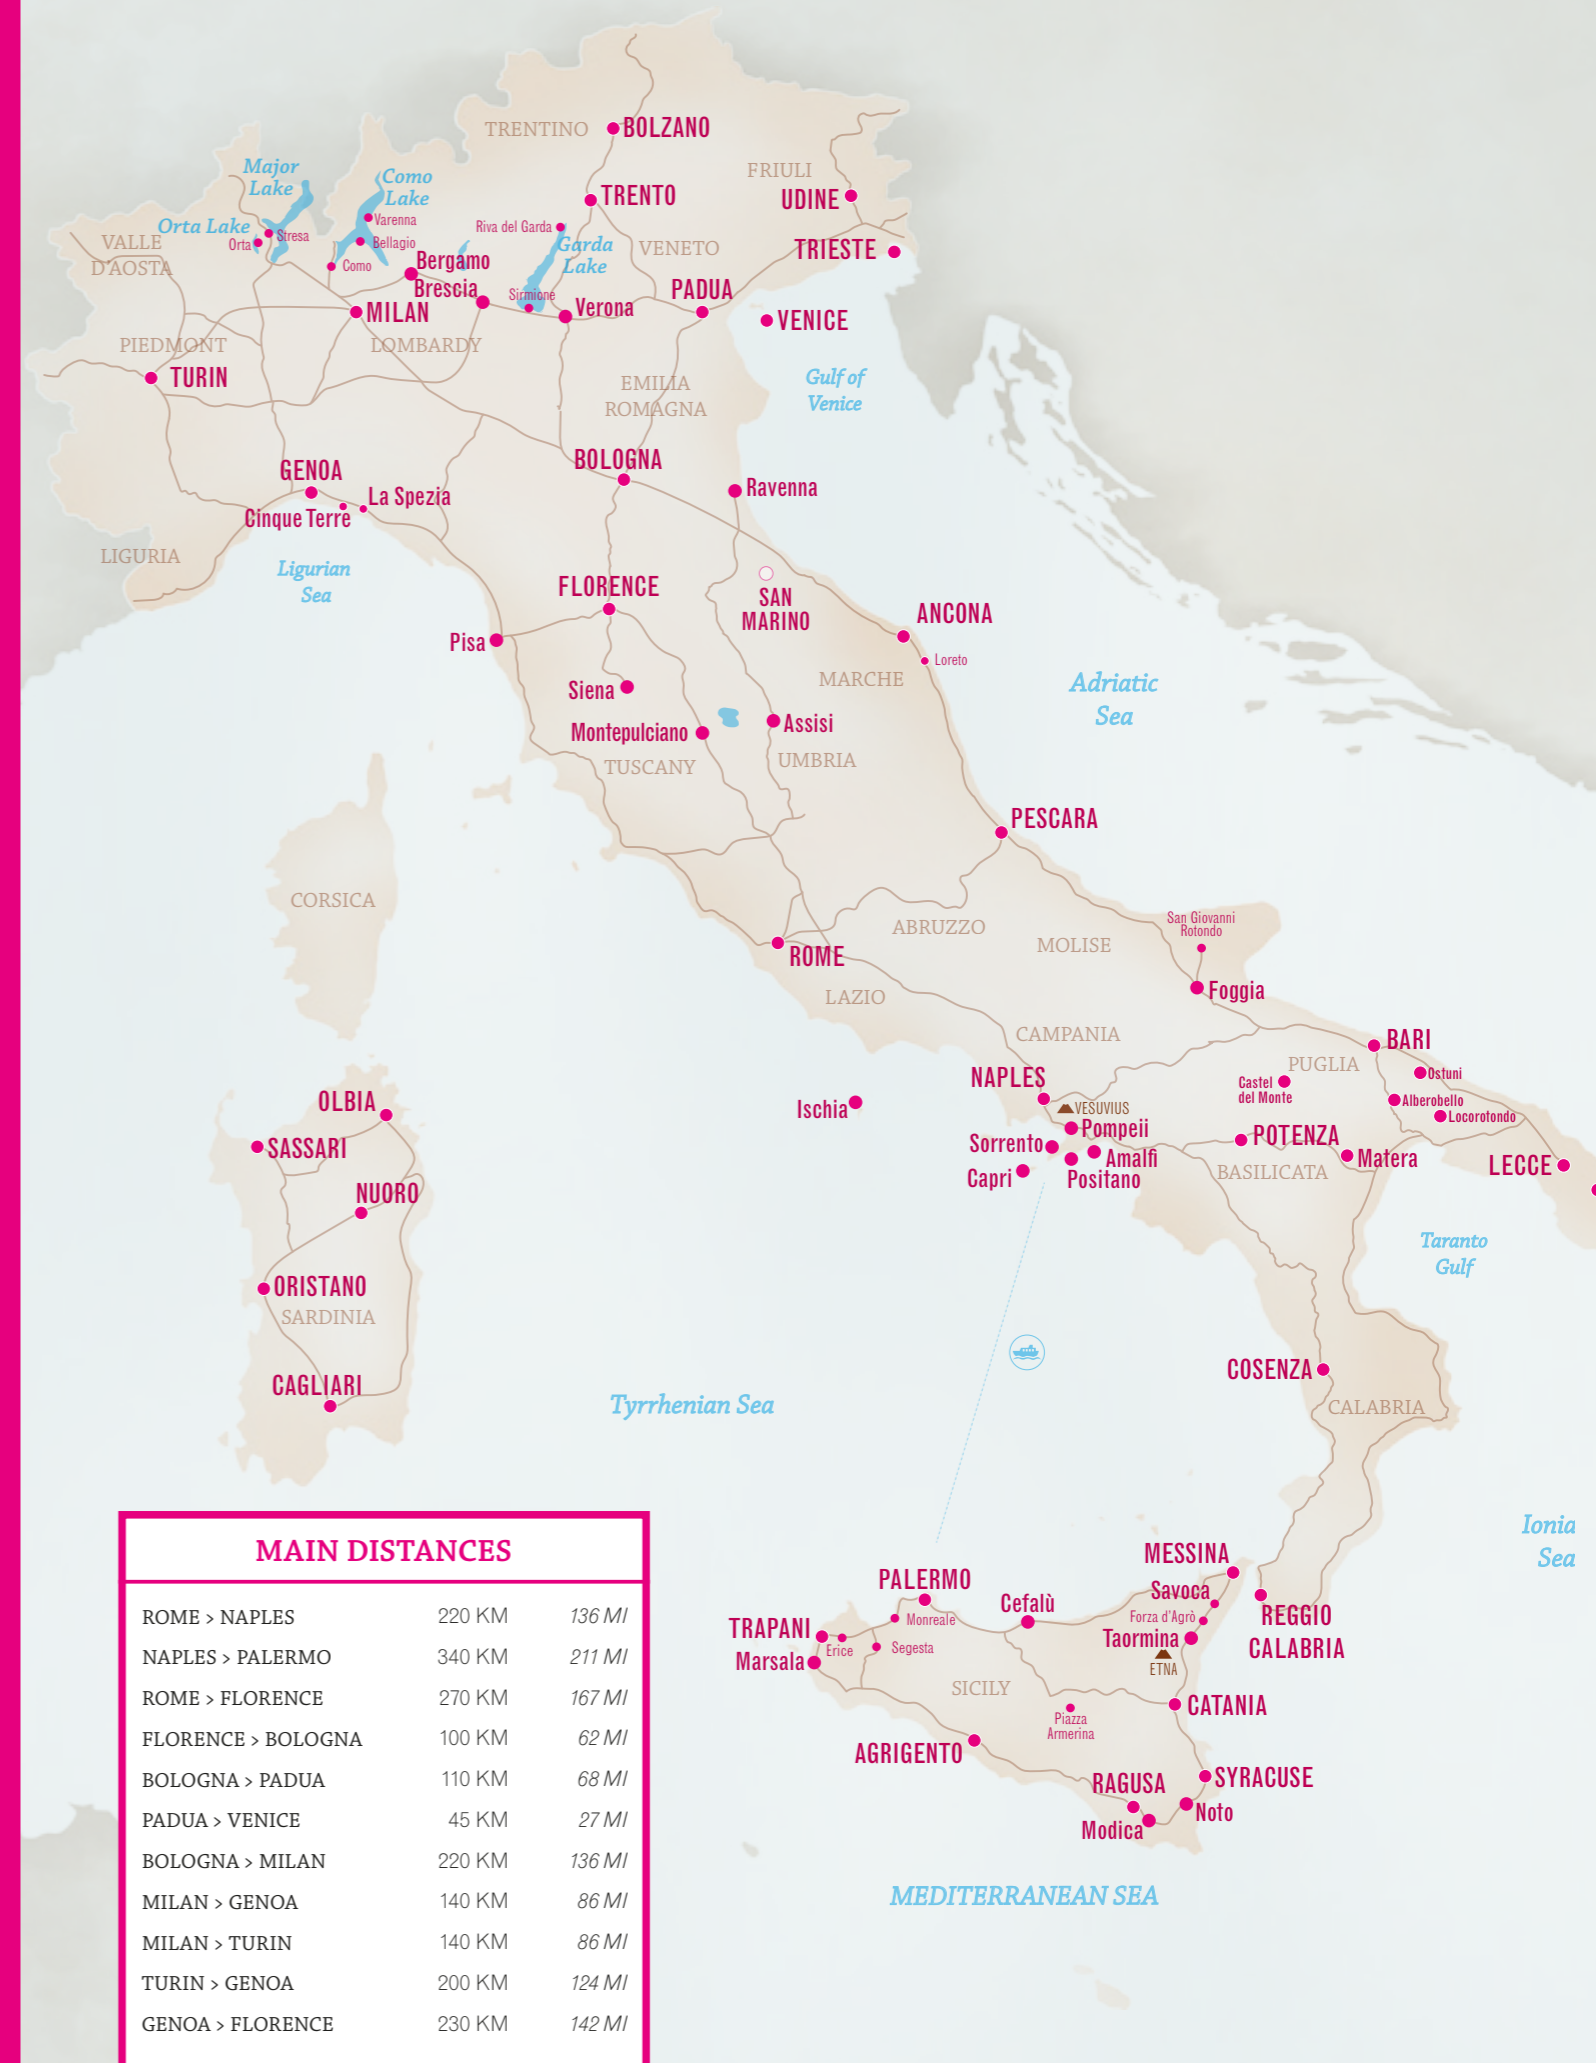 TRENTINO
BOLZANO
FRIULI
Major
Lake
Como
Lake
TRENTO
UDINE
Orta Lake
Varenna
Riva del Garda
Stresa
Orta
Bellagio
VALLE
D'AOSTA
Garda
Lake
VENETO
TRIESTE
Como
Bergamo
Brescia
Sirmione
PADUA
MILAN
Verona
VENICE
PIEDMONT
LOMBARDY
TURIN
EMILIA
ROMAGNA
Gulf of
Venice
GENOA
BOLOGNA
La Spezia
Ravenna
Cinque Terre
LIGURIA
Ligurian
Sea
FLORENCE
SAN
MARINO
ANCONA
Pisa
Loreto
MARCHE
Siena
Adriatic
Sea
Montepulciano
Assisi
TUSCANY
UMBRIA
PESCARA
CORSICA
ABRUZZO
San Giovanni
Rotondo
MOLISE
ROME
LAZIO
Foggia
CAMPANIA
BARI
PUGLIA
NAPLES
Castel
del Monte
Ostuni
OLBIA
Ischia
VESUVIUS
Alberobello
Locorotondo
Pompeii
SASSARI
Sorrento
POTENZA
Amalfi
Matera
LECCE
Capri
Positano
BASILICATA
NUORO
Taranto
Gulf
ORISTANO
SARDINIA
COSENZA
CAGLIARI
Tyrrhenian Sea
CALABRIA
Ionia
Sea
MESSINA
PALERMO
Savoca
Cefalù
Monreale
Forza d'Agrò
REGGIO
CALABRIA
TRAPANI
Erice
Segesta
Taormina
Marsala
ETNA
SICILY
CATANIA
Piazza
Armerina
AGRIGENTO
RAGUSA
SYRACUSE
Noto
Modica
MEDITERRANEAN SEA
MAIN DISTANCES
ROME > NAPLES 220 KM 136 MI
NAPLES > PALERMO 340 KM 211 MI
ROME > FLORENCE 270 KM 167 MI
FLORENCE > BOLOGNA 100 KM 62 MI
BOLOGNA > PADUA 110 KM 68 MI
PADUA > VENICE 45 KM 27 MI
BOLOGNA > MILAN 220 KM 136 MI
MILAN > GENOA 140 KM 86 MI
MILAN > TURIN 140 KM 86 MI
TURIN > GENOA 200 KM 124 MI
GENOA > FLORENCE 230 KM 142 MI